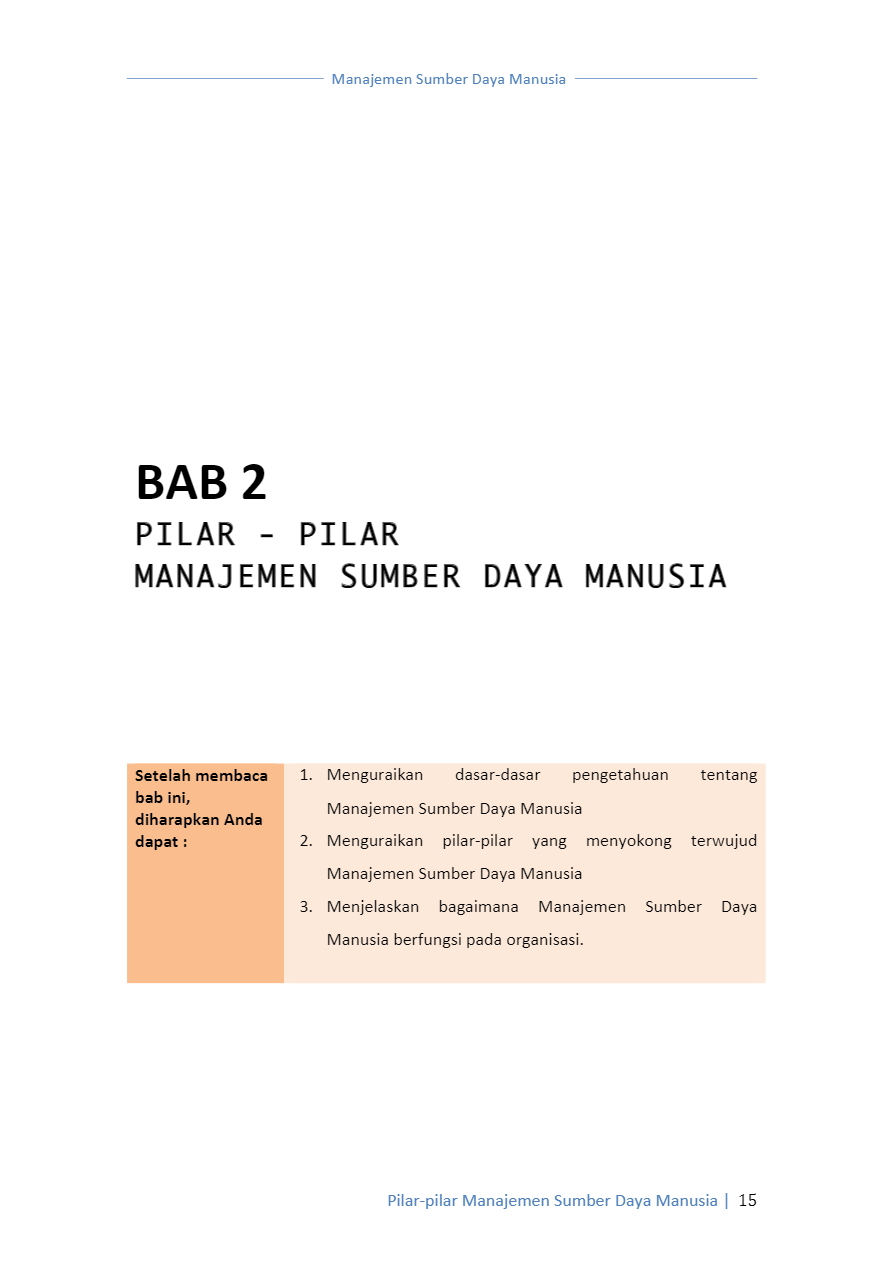 Manajemen Sumber Daya Manusia
BAB 2
PILAR – PILAR
MANAJEMEN SUMBER DAYA MANUSIA
Setelah membaca
bab ini,
diharapkan Anda
dapat :
1. Menguraikan dasar-dasar pengetahuan tentang
Manajemen Sumber Daya Manusia
2. Menguraikan pilar-pilar yang menyokong terwujud
Manajemen Sumber Daya Manusia
3. Menjelaskan bagaimana Manajemen Sumber Daya
Manusia berfungsi pada organisasi.
Pilar-pilar Manajemen Sumber Daya Manusia | 15